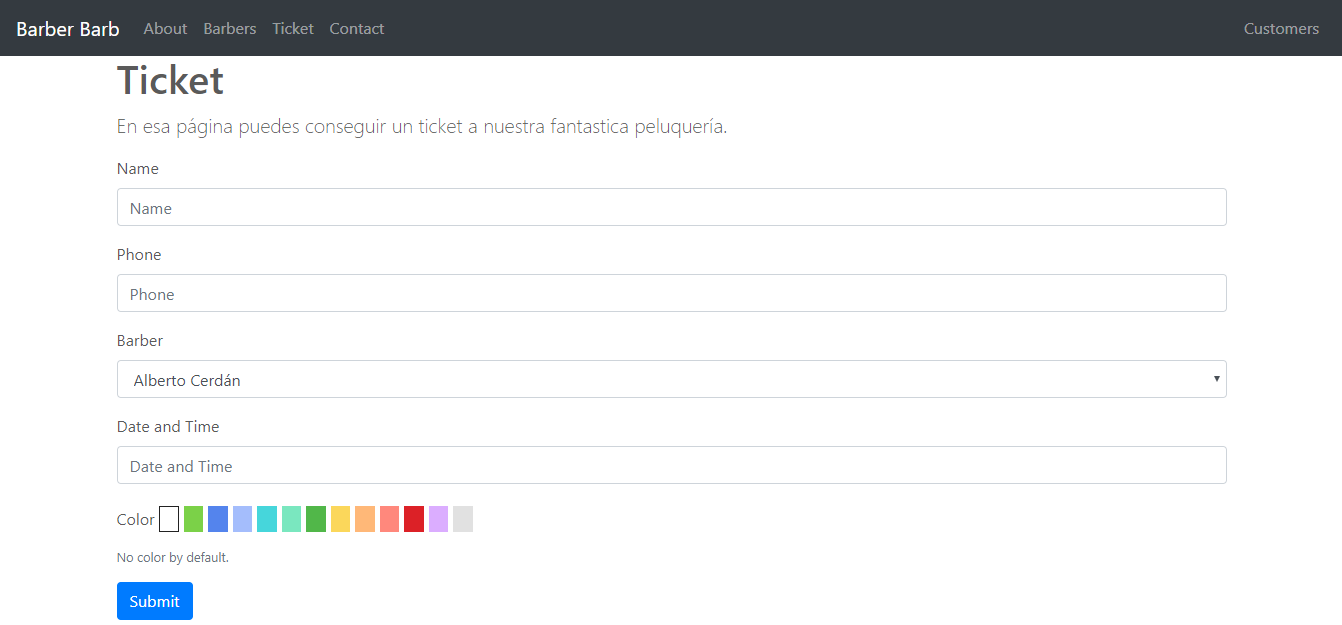 Barber Barb About Barbers Ticket Contact Customers
Ticket
En esa página puedes conseguir un ticket a nuestra fantastica peluquería.
Name
Name
Phone
Phone
Barber
Alberto Cerdán
Date and Time
Date and Time
Color
No color by default.
Submit